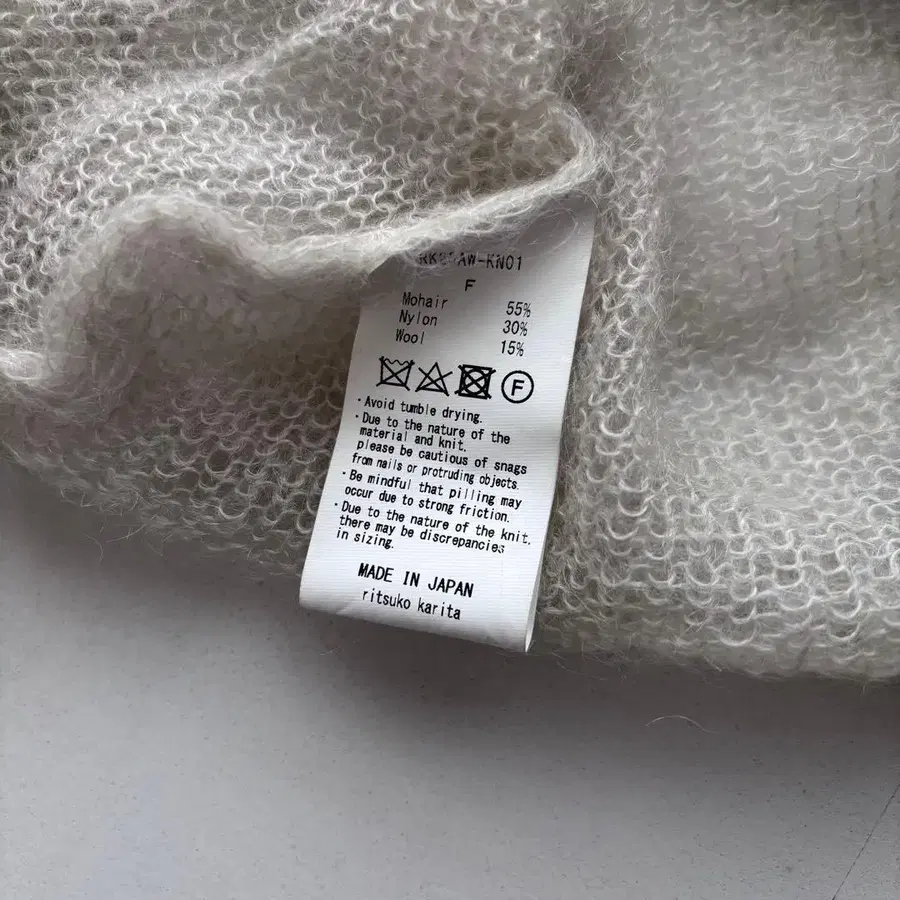 F
Mohair 55%
Nylon 30%
Wool 15%
F
・Avoid tumble drying.
・Due to the nature of the
material and knit.
please be cautious of snags
from nails or protruding objects.
・Be mindful that pilling may
occur due to strong friction.
・Due to the nature of the knit,
there may be discrepancies
in sizing.
MADE IN JAPAN
ritsuko karita